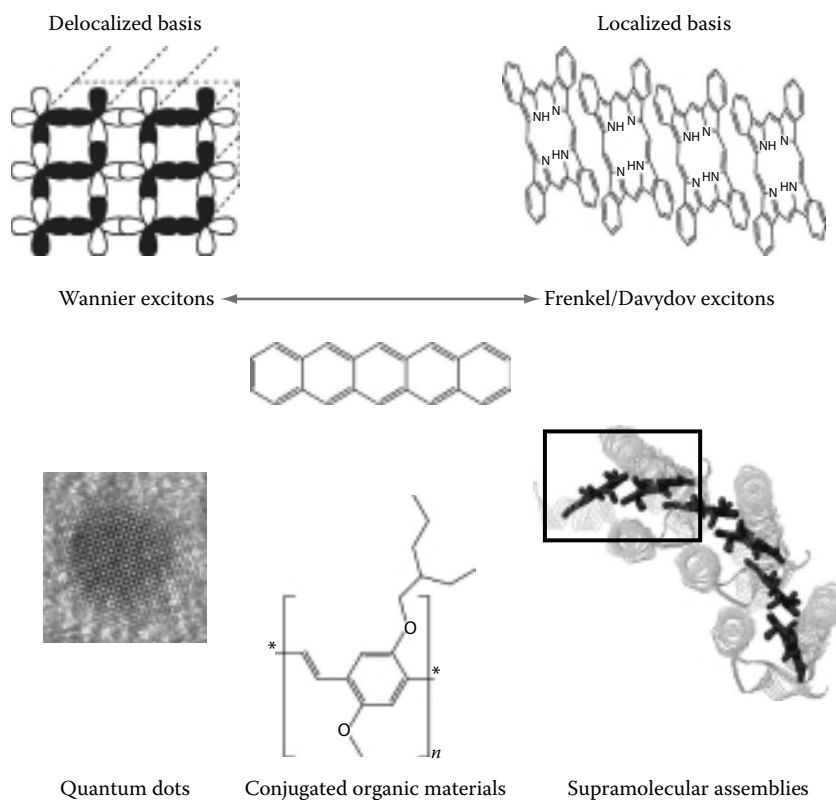 Delocalized basis
Localized basis
NH N
NH N
NH N
NH N
N HN
N HN
N HN
N HN
Wannier excitons
Frenkel/Davydov excitons
O
*
*
O
n
Quantum dots
Conjugated organic materials
Supramolecular assemblies